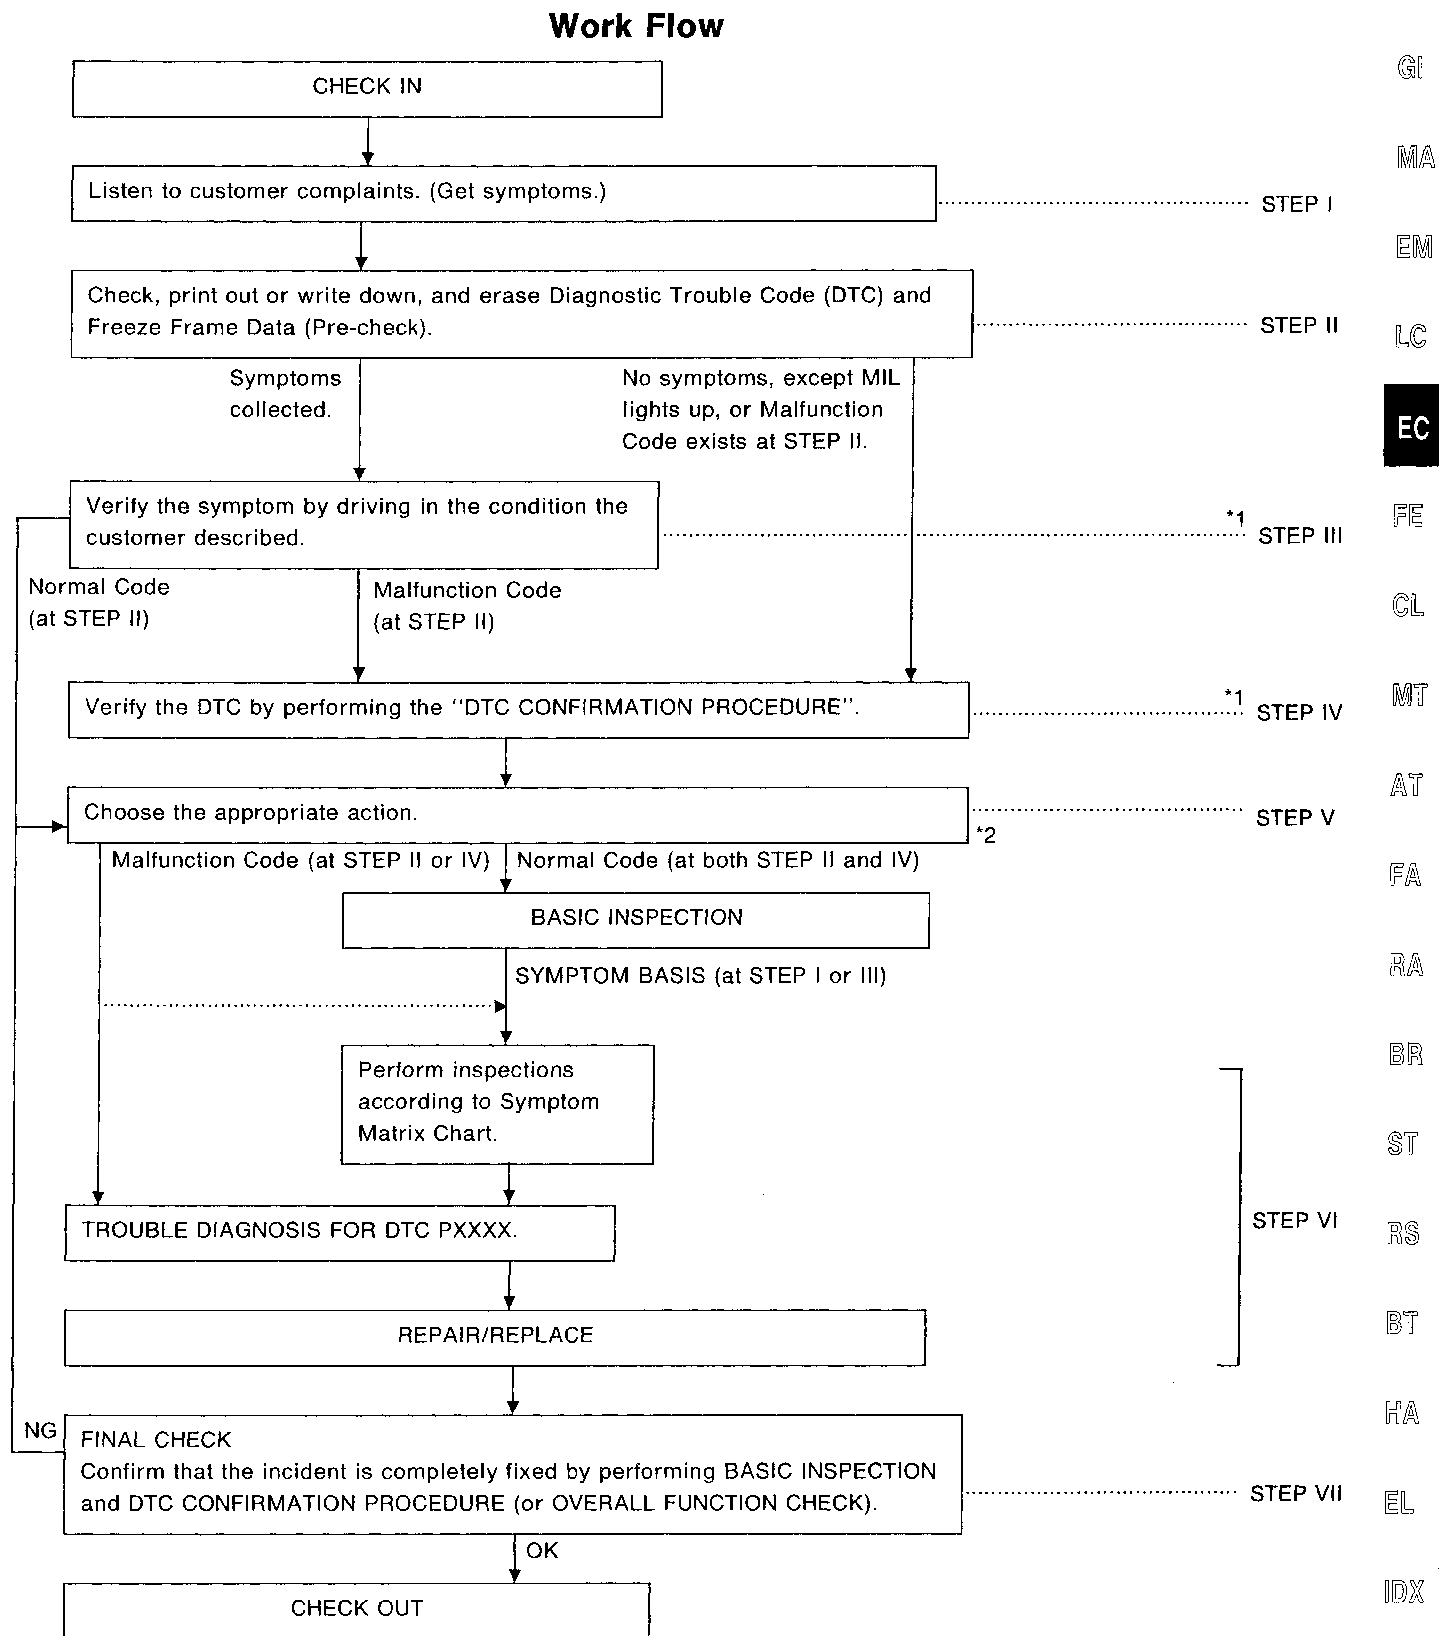 Work Flow
CHECK IN
Listen to customer complaints. (Get symptoms.)
STEP I
Check, print out or write down, and erase Diagnostic Trouble Code (DTC) and
Freeze Frame Data (Pre-check).
STEP II
Symptoms
collected.
No symptoms, except MIL
lights up, or Malfunction
Code exists at STEP II.
Verify the symptom by driving in the condition the
customer described.
*1
STEP III
Normal Code
(at STEP II)
Malfunction Code
(at STEP II)
Verify the DTC by performing the "DTC CONFIRMATION PROCEDURE".
*1
STEP IV
Choose the appropriate action.
*2
STEP V
Malfunction Code (at STEP II or IV)
Normal Code (at both STEP II and IV)
BASIC INSPECTION
SYMPTOM BASIS (at STEP I or III)
Perform inspections
according to Symptom
Matrix Chart.
TROUBLE DIAGNOSIS FOR DTC PXXXX.
STEP VI
REPAIR/REPLACE
NG
FINAL CHECK
Confirm that the incident is completely fixed by performing BASIC INSPECTION
and DTC CONFIRMATION PROCEDURE (or OVERALL FUNCTION CHECK).
STEP VII
OK
CHECK OUT
GI
MA
EM
LC
EC
FE
CL
MT
AT
FA
RA
BR
ST
RS
BT
HA
EL
IDX